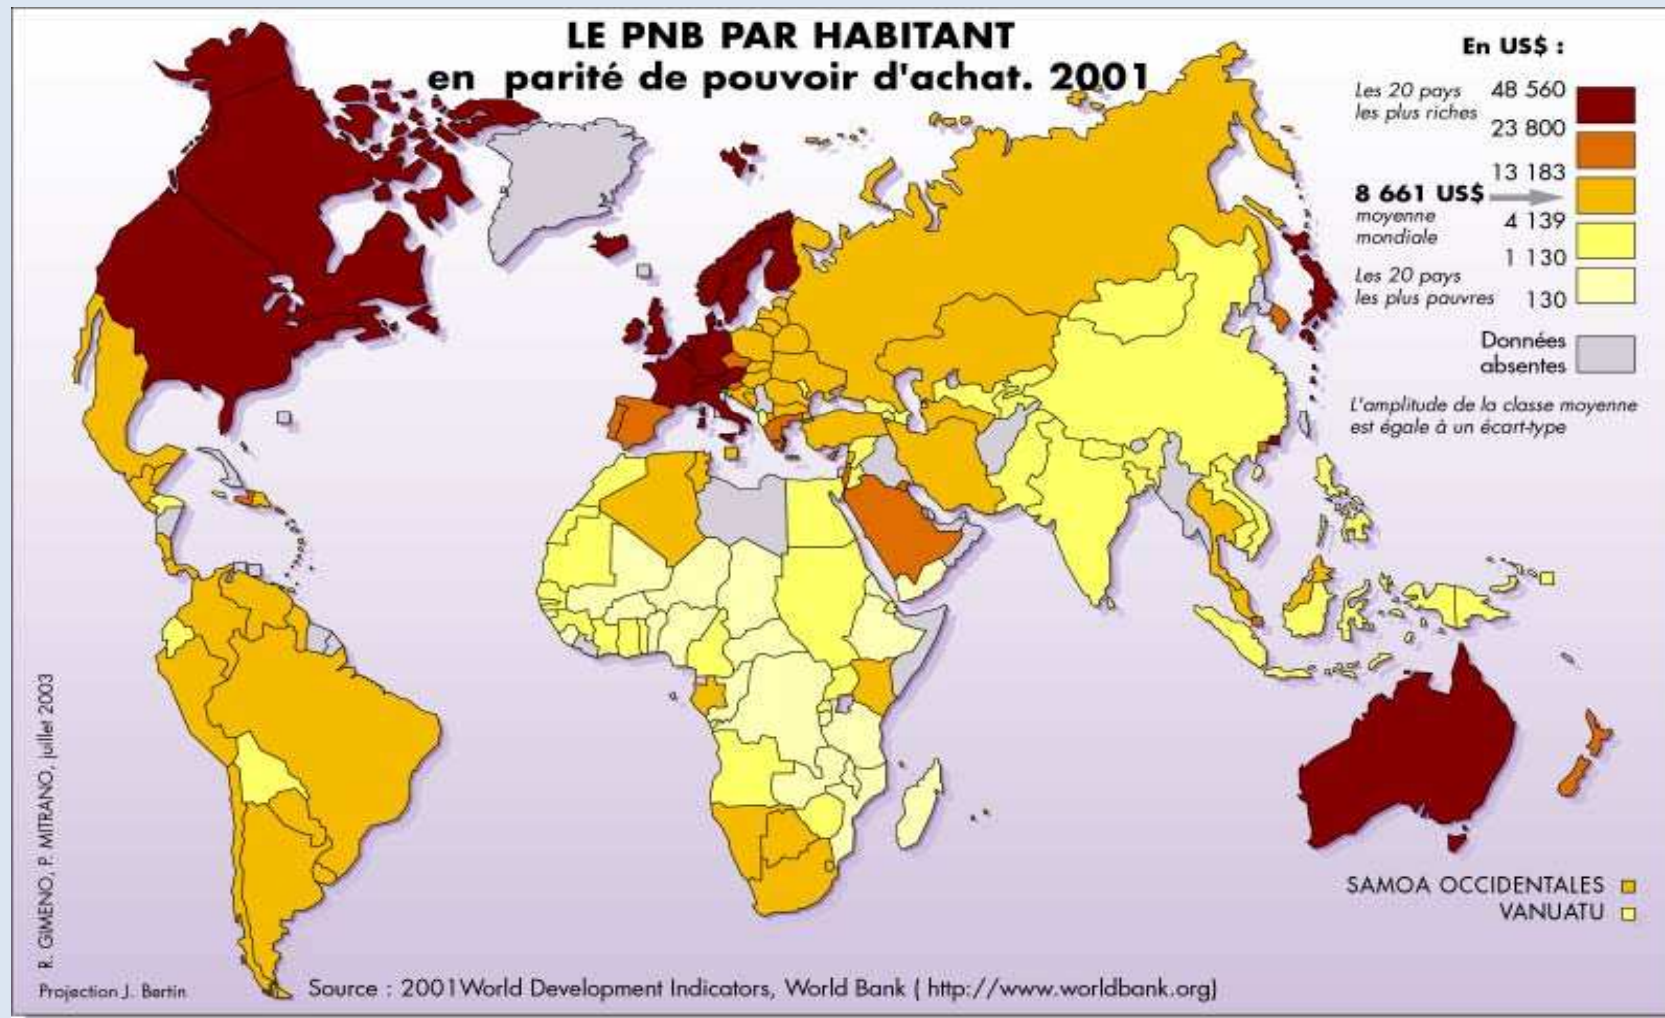 LE PNB PAR HABITANT
en parité de pouvoir d'achat. 2001
En US$ :
Les 20 pays
les plus riches
48 560
23 800
13 183
8 661 US$
moyenne
mondiale
4 139
1 130
Les 20 pays
les plus pauvres
130
Données
absentes
L'amplitude de la classe moyenne
est égale à un écart-type
SAMOA OCCIDENTALES
VANUATU
R. GIMENO, P. MITRANO, juillet 2003
Projection J. Bertin
Source : 2001World Development Indicators, World Bank ( http://www.worldbank.org)